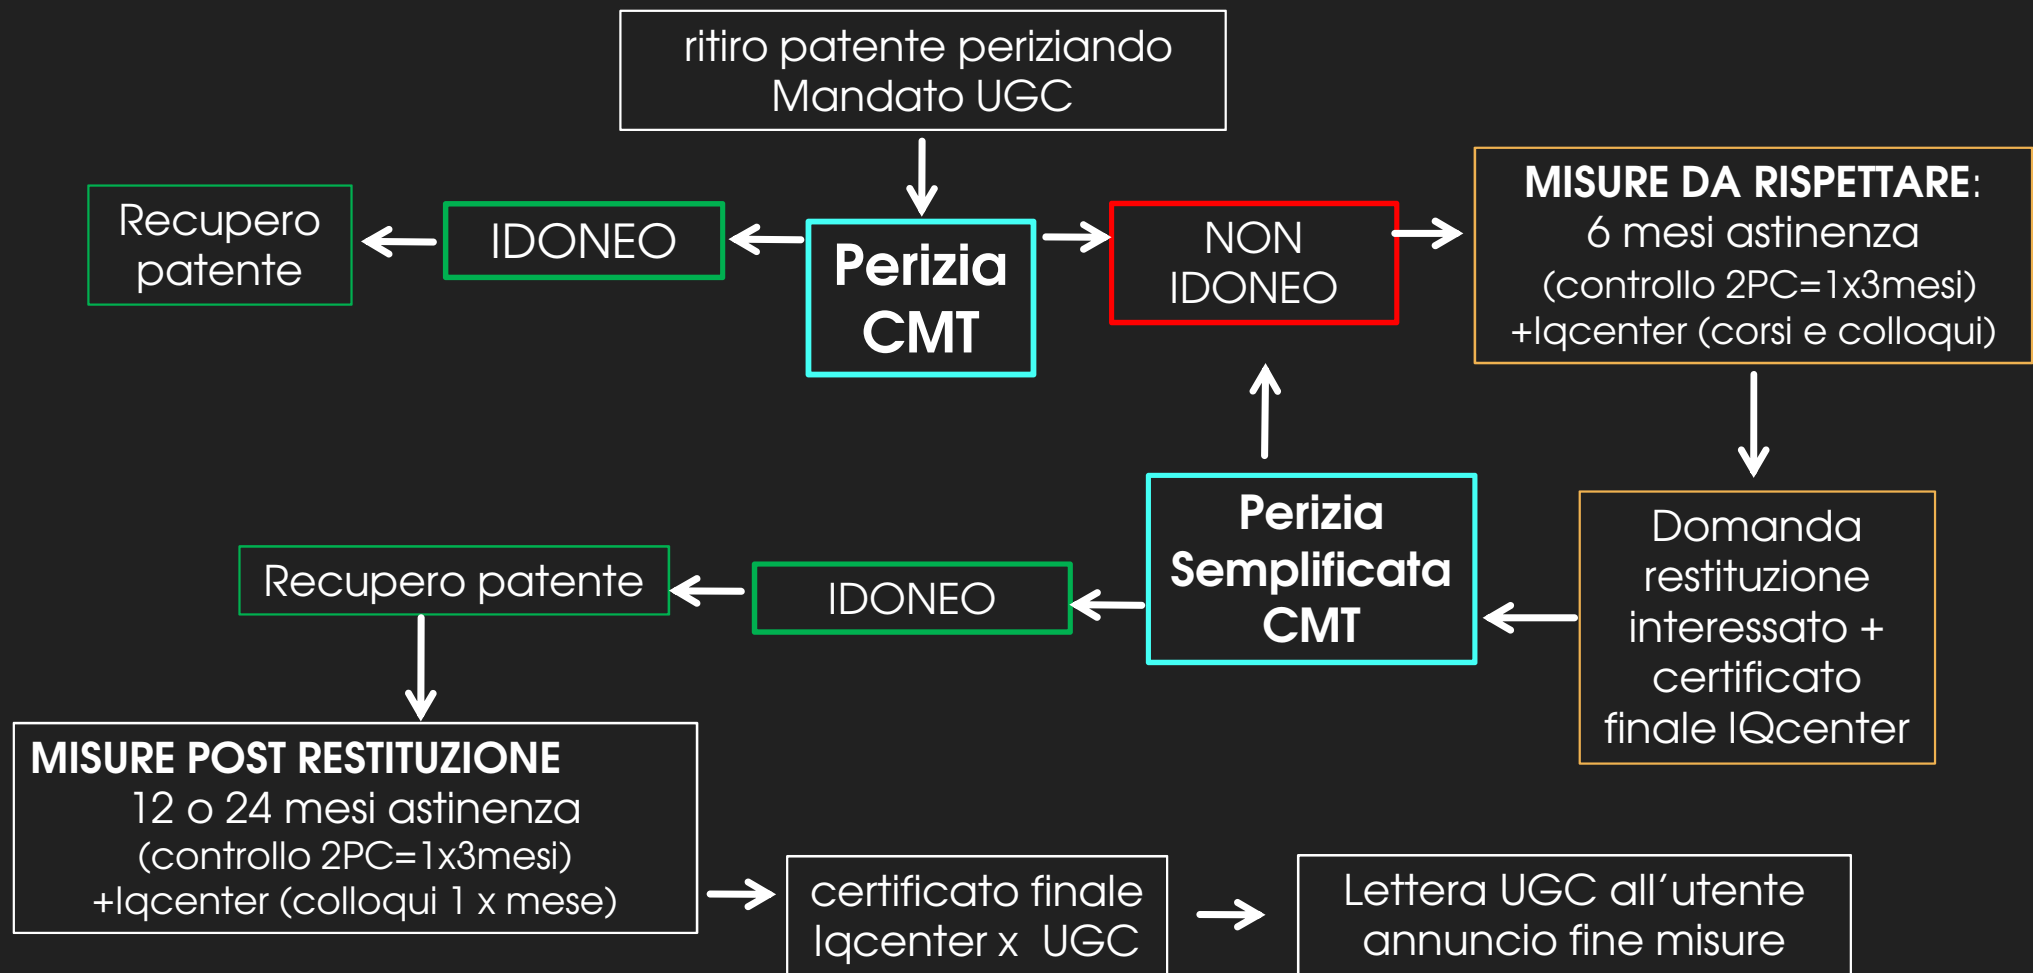 ritiro patente periziando
Mandato UGC
Recupero
patente
IDONEO
Perizia
CMT
NON
IDONEO
MISURE DA RISPETTARE:
6 mesi astinenza
(controllo 2PC=1x3mesi)
+Iqcenter (corsi e colloqui)
Domanda
restituzione
interessato +
certificato
finale IQcenter
Perizia
Semplificata
CMT
IDONEO
Recupero patente
MISURE POST RESTITUZIONE
12 o 24 mesi astinenza
(controllo 2PC=1x3mesi)
+Iqcenter (colloqui 1 x mese)
certificato finale
Iqcenter x UGC
Lettera UGC all'utente
annuncio fine misure